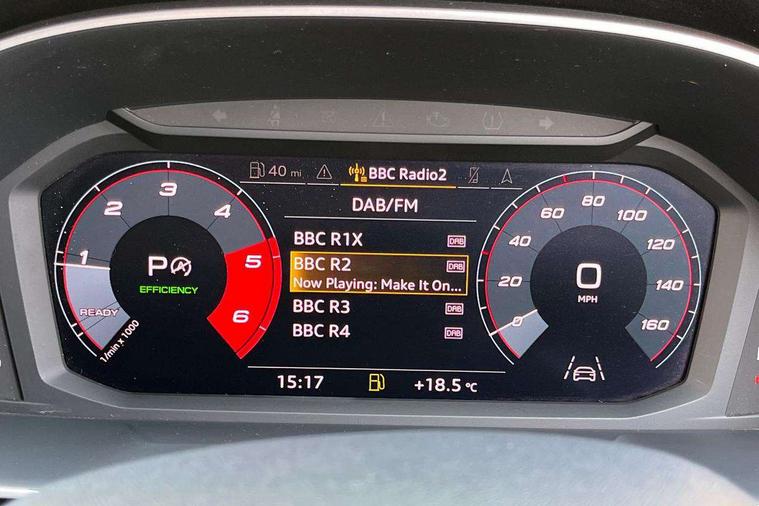 40 mi
BBC Radio2
DAB/FM
BBC R1X DAB
BBC R2 DAB
Now Playing: Make It On...
BBC R3 DAB
BBC R4 DAB
15:17
+18.5 °C
1
2
3
4
5
6
READY
1/min x 1000
P A
EFFICIENCY
0
20
40
60
80
100
120
140
160
0
MPH